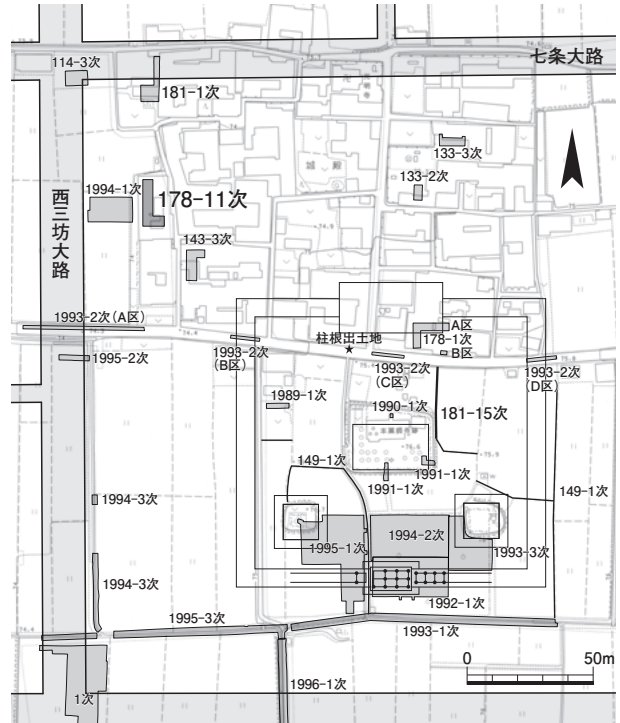 七条大路
114-3次
181-1次
133-3次
133-2次
1994-1次
178-11次
西三坊大路
143-3次
1993-2次(A区)
A区
柱根出土地
178-1次
1995-2次
1993-2次
(B区)
B区
1993-2次
(C区)
1993-2次
(D区)
1989-1次
1990-1次
181-15次
149-1次
1991-1次
1991-1次
149-1次
1994-3次
1994-2次
1995-1次
1993-3次
1994-3次
1992-1次
1995-3次
1993-1次
0
50m
1996-1次
1次